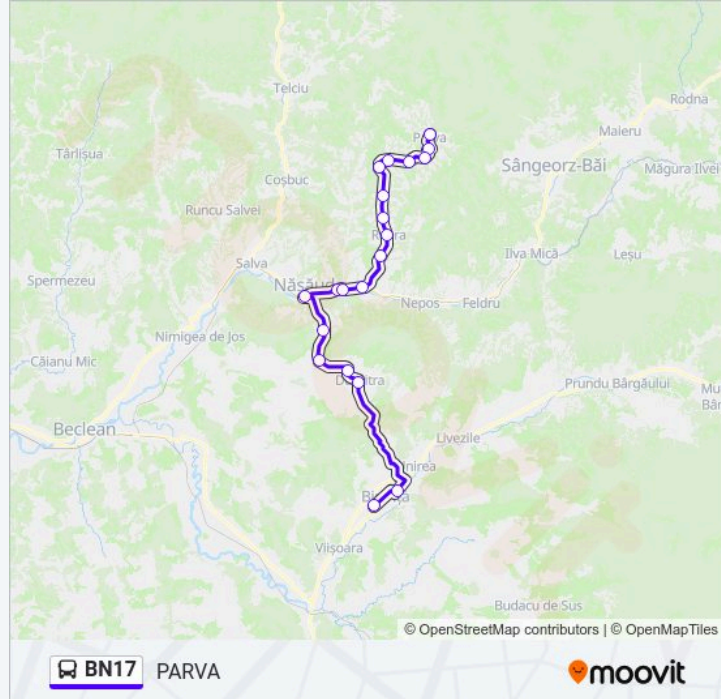 Telciu
Rodna
Maieru
Târlișua
Sângeorz-Băi
Măgura Ilvei
Coșbuc
Runcu Salvei
Ilva Mică
Leșu
Salva
Spermezeu
Năsăud
Nepos
Feldru
Nimigea de Jos
Căianu Mic
Prundu Bârgăului
Beclean
Livezile
Viișoara
Budacu de Sus
© OpenStreetMap contributors | © OpenMapTiles
BN17 PARVA
moovit